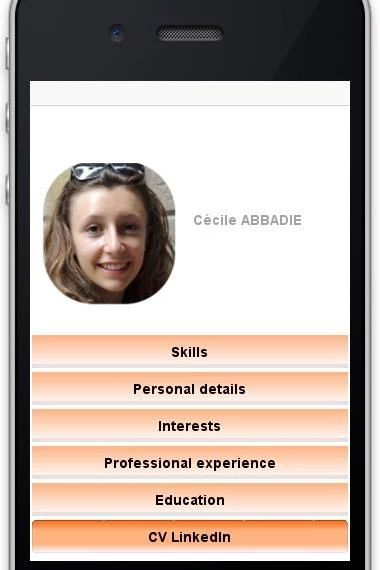 Cécile ABBADIE
Skills
Personal details
Interests
Professional experience
Education
CV LinkedIn